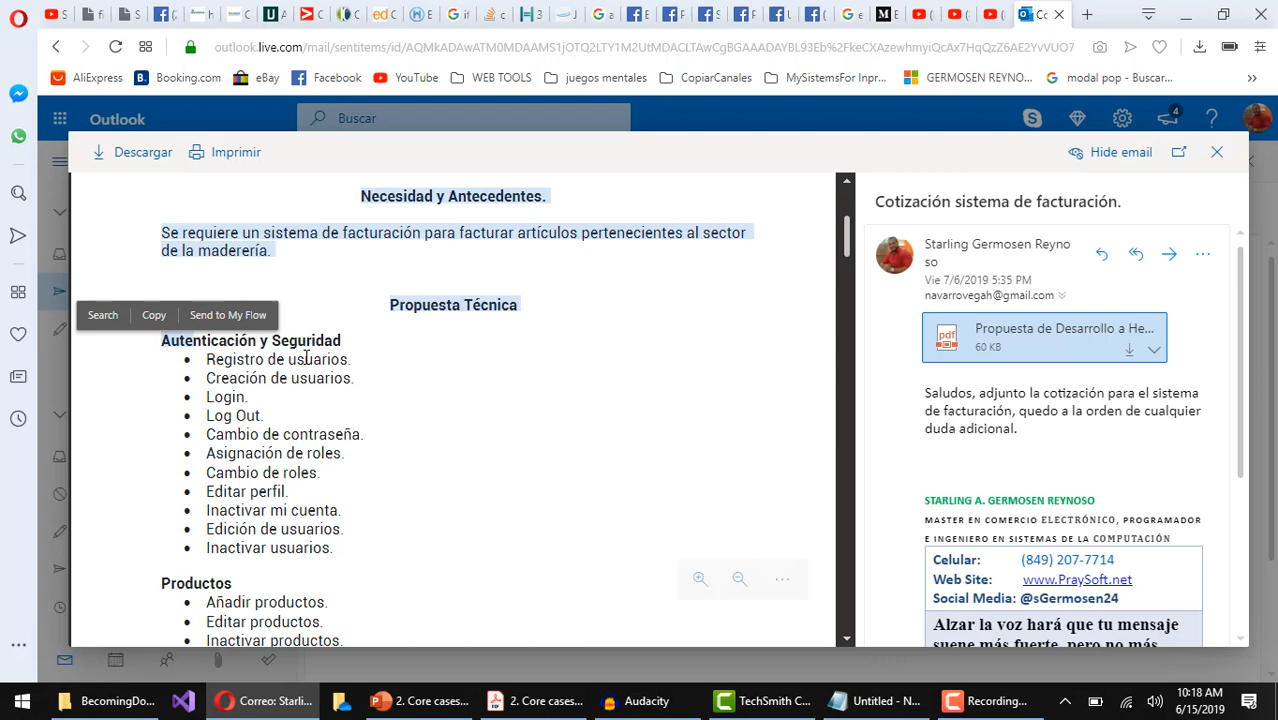 outlook.live.com/mail/sentitems/id/AQMkADAwATM0MDAAMS1jOTQ2LTY1M2UtMDACLTAwCgBGAAADAYBL93Eb%2FkeCXAzewhmyiQcAx7HqQzZ6AE2YvVUO7
AliExpress Booking.com eBay Facebook YouTube WEB TOOLS juegos mentales CopiarCanales MySistemsFor Inpr... GERMOSEN REYNO... modal pop - Buscar... »
Outlook Buscar 4
Descargar Imprimir Hide email
Necesidad y Antecedentes.
Se requiere un sistema de facturación para facturar artículos pertenecientes al sector
de la maderería.
Propuesta Técnica
Search Copy Send to My Flow
Autenticación y Seguridad
• Registro de usuarios.
• Creación de usuarios.
• Login.
• Log Out.
• Cambio de contraseña.
• Asignación de roles.
• Cambio de roles.
• Editar perfil.
• Inactivar mi cuenta.
• Edición de usuarios.
• Inactivar usuarios.
Productos
• Añadir productos.
• Editar productos.
• Inactivar productos.
Cotización sistema de facturación.
Starling Germosen Reyno
so
Vie 7/6/2019 5:35 PM
navarrovegah@gmail.com
pdf
Propuesta de Desarrollo a He...
60 KB
Saludos, adjunto la cotización para el sistema
de facturación, quedo a la orden de cualquier
duda adicional.
STARLING A. GERMOSEN REYNOSO
MASTER EN COMERCIO ELECTRÓNICO, PROGRAMADOR
E INGENIERO EN SISTEMAS DE LA COMPUTACIÓN
Celular: (849) 207-7714
Web Site: www.PraySoft.net
Social Media: @sGermosen24
Alzar la voz hará que tu mensaje
suene más fuerte, pero no más
BecomingDo... Correo: Starli... 2. Core cases... 2. Core cases... Audacity TechSmith C... Untitled - N... Recording... 10:18 AM
6/15/2019